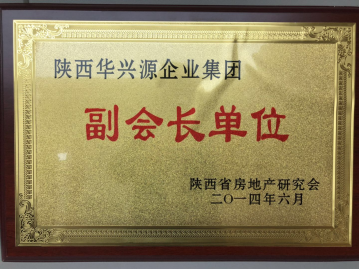 陕西华兴源企业集团
副会长单位
陕西省房地产研究会
二〇一四年六月